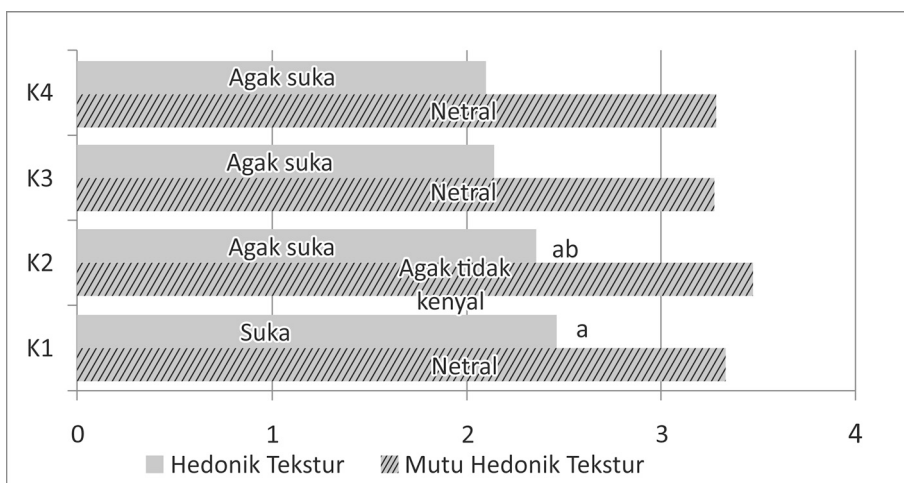 K4
Agak suka
Netral
K3
Agak suka
Netral
K2
Agak suka
ab
Agak tidak
kenyal
K1
Suka
a
Netral
0 1 2 3 4
Hedonik Tekstur Mutu Hedonik Tekstur